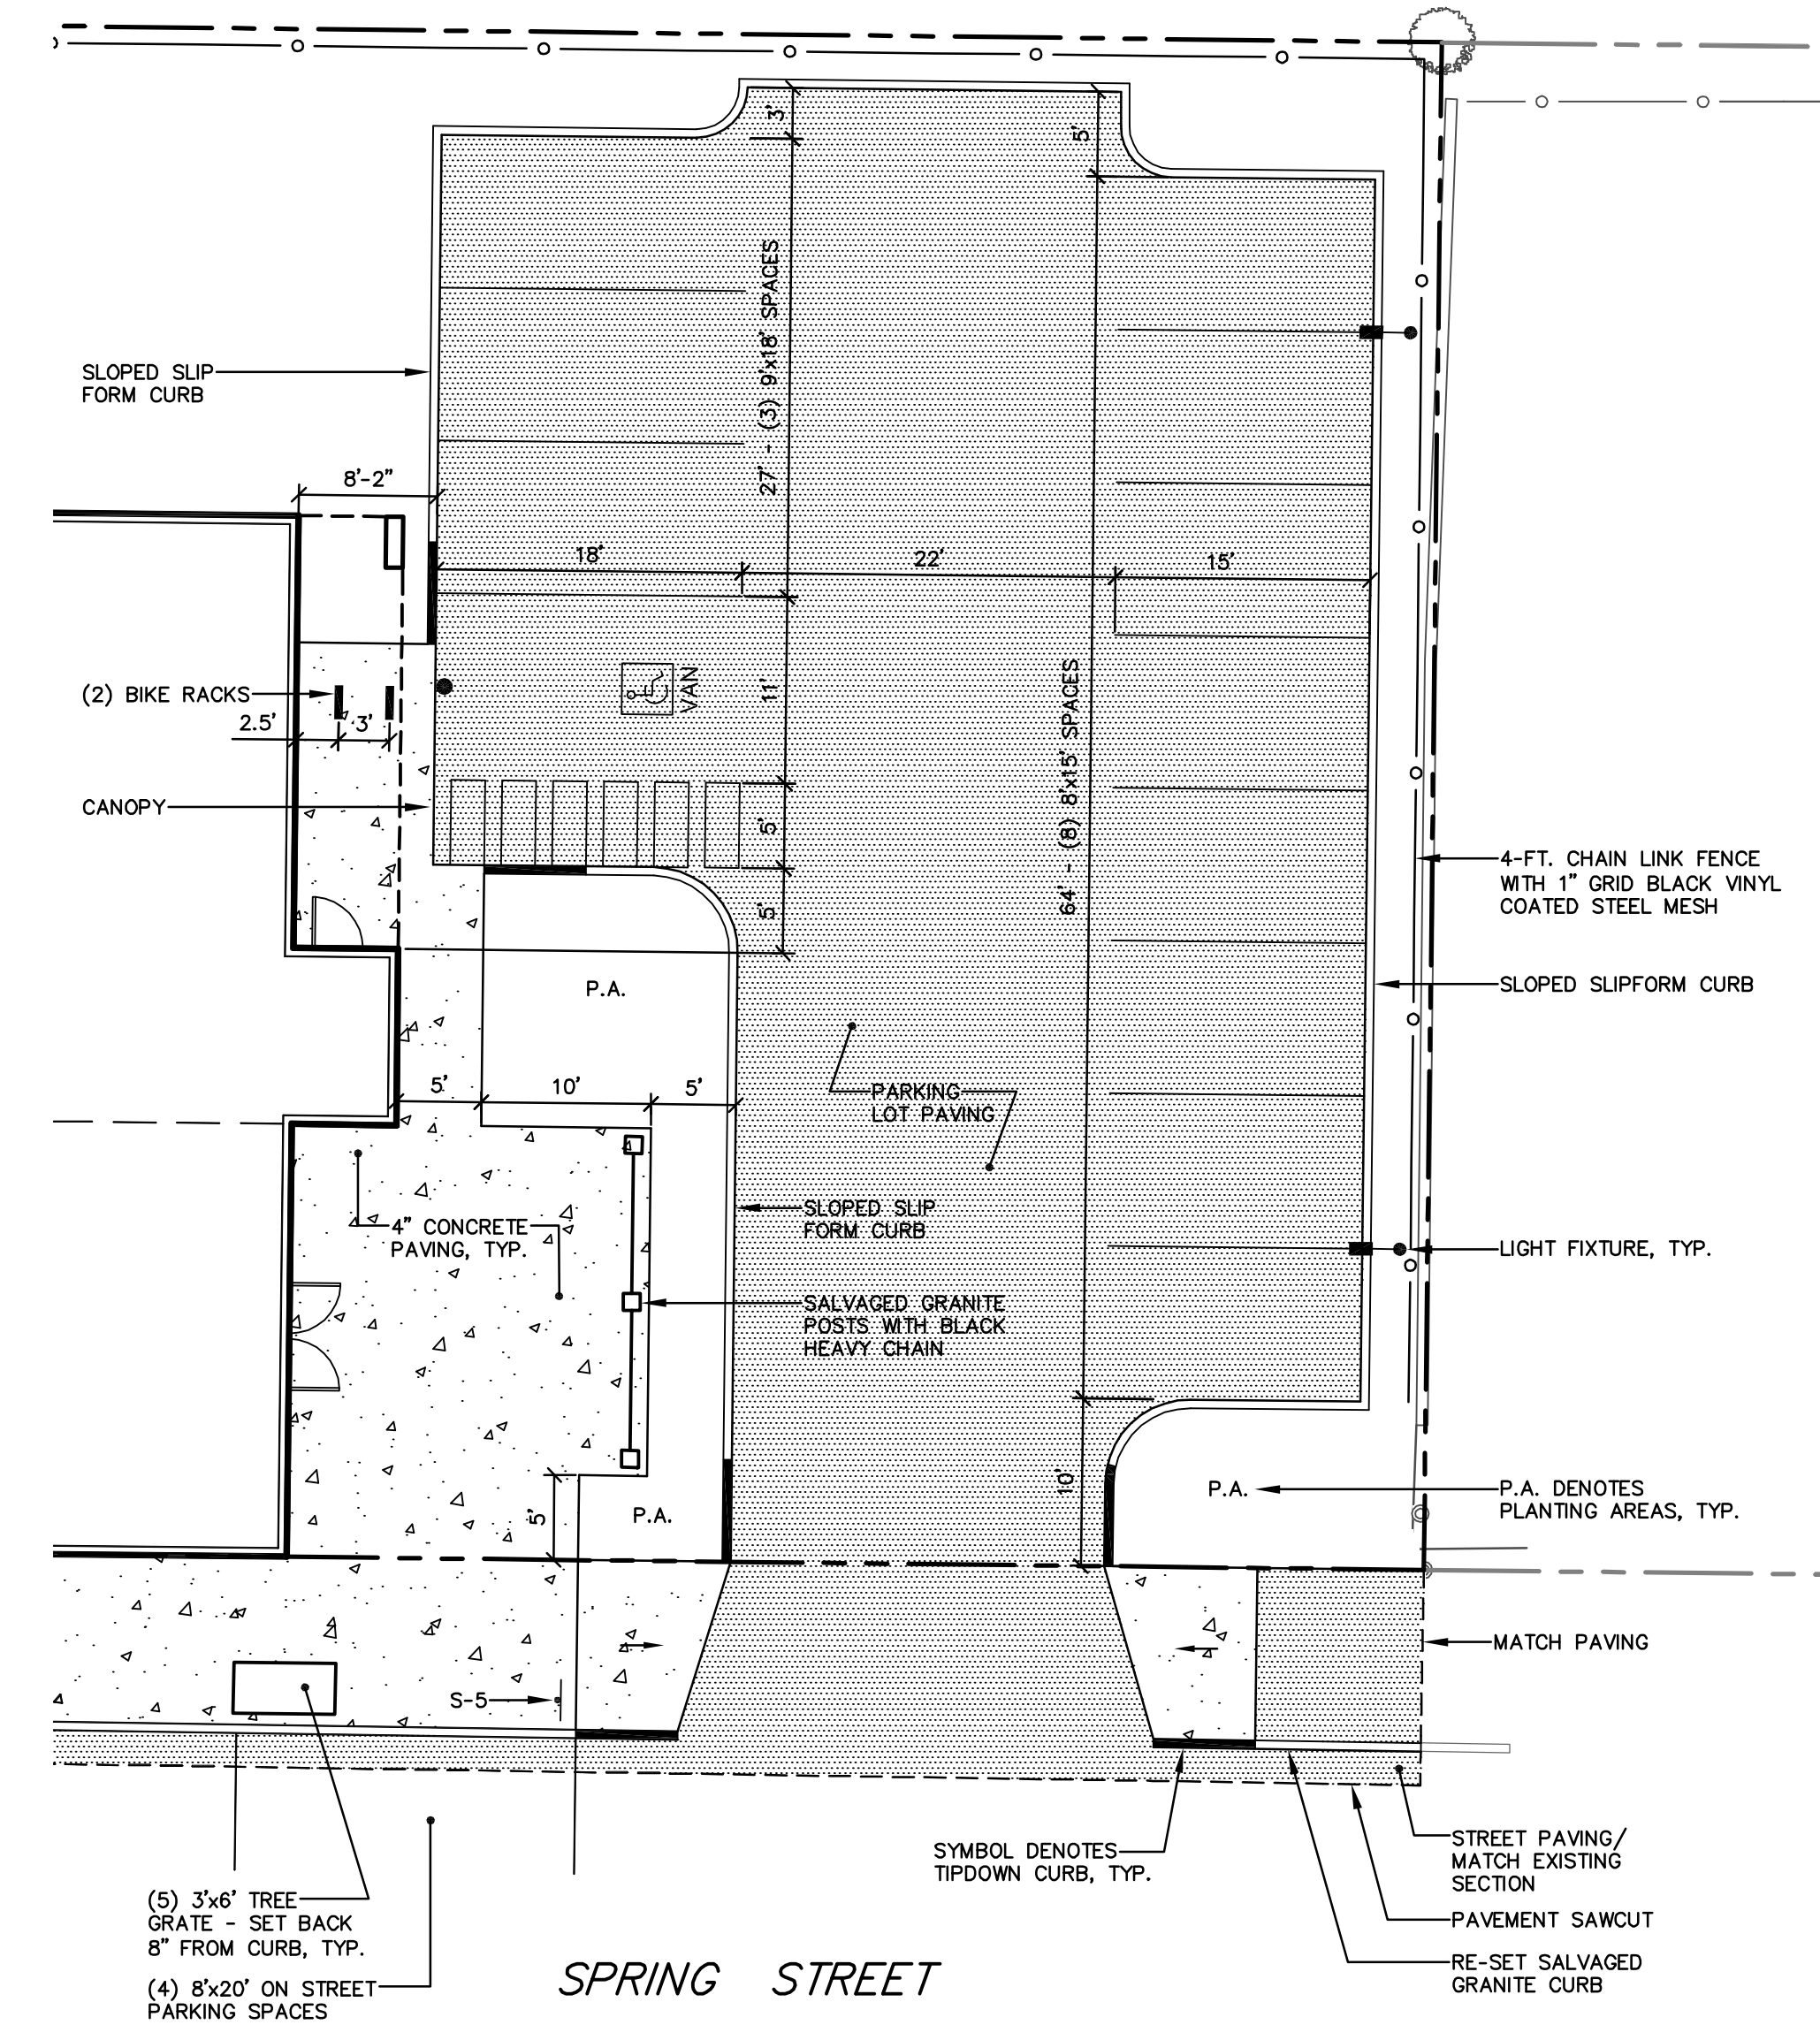 3'
5'
27' - (3) 9'x18' SPACES
SLOPED SLIP
FORM CURB
8'-2"
18'
22'
15'
(2) BIKE RACKS
2.5'
3'
VAN
11'
64' - (8) 8'x15' SPACES
CANOPY
5'
5'
4-FT. CHAIN LINK FENCE
WITH 1" GRID BLACK VINYL
COATED STEEL MESH
P.A.
SLOPED SLIPFORM CURB
5'
10'
5'
PARKING
LOT PAVING
4" CONCRETE
PAVING, TYP.
SLOPED SLIP
FORM CURB
LIGHT FIXTURE, TYP.
SALVAGED GRANITE
POSTS WITH BLACK
HEAVY CHAIN
5'
P.A.
10'
P.A.
P.A. DENOTES
PLANTING AREAS, TYP.
MATCH PAVING
S-5
SYMBOL DENOTES
TIPDOWN CURB, TYP.
STREET PAVING/
MATCH EXISTING
SECTION
(5) 3'x6' TREE
GRATE - SET BACK
8" FROM CURB, TYP.
PAVEMENT SAWCUT
RE-SET SALVAGED
GRANITE CURB
(4) 8'x20' ON STREET
PARKING SPACES
SPRING STREET